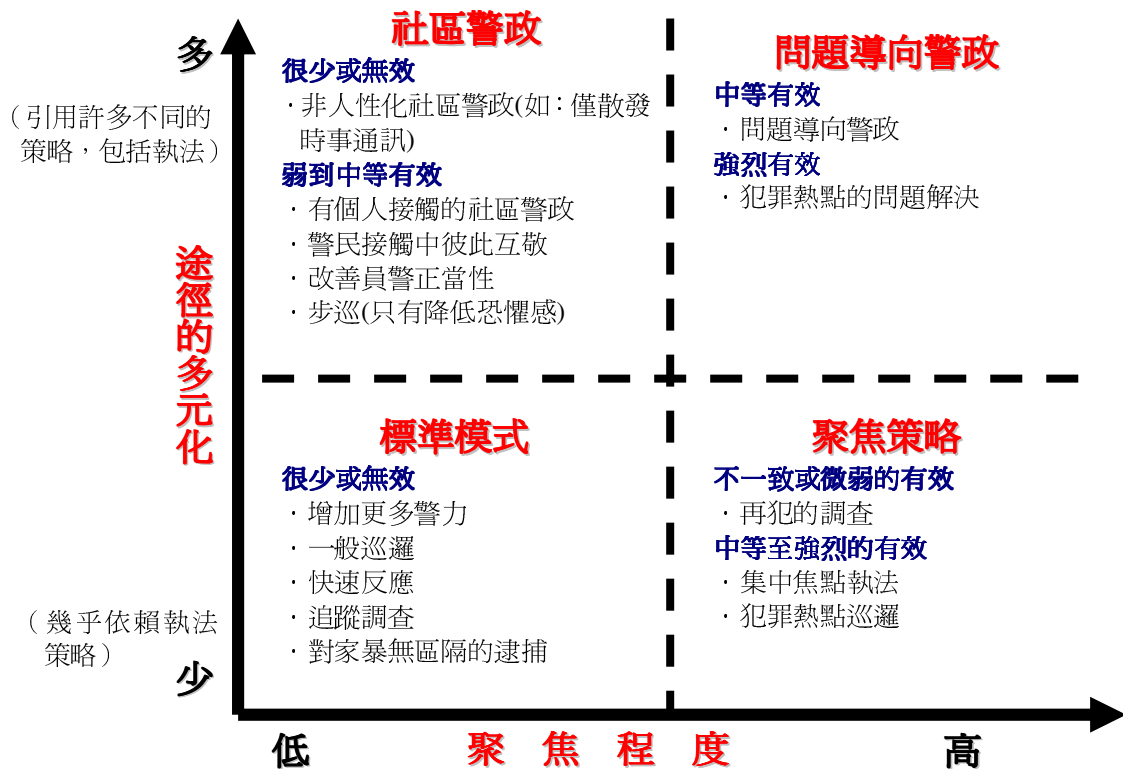 多
（引用許多不同的
策略，包括執法）
途徑的多元化
（幾乎依賴執法
策略）
少
社區警政
很少或無效
．非人性化社區警政(如：僅散發
時事通訊)
弱到中等有效
．有個人接觸的社區警政
．警民接觸中彼此互敬
．改善員警正當性
．步巡(只有降低恐懼感)
問題導向警政
中等有效
．問題導向警政
強烈有效
．犯罪熱點的問題解決
標準模式
很少或無效
．增加更多警力
．一般巡邏
．快速反應
．追蹤調查
．對家暴無區隔的逮捕
聚焦策略
不一致或微弱的有效
．再犯的調查
中等至強烈的有效
．集中焦點執法
．犯罪熱點巡邏
低
聚焦程度
高